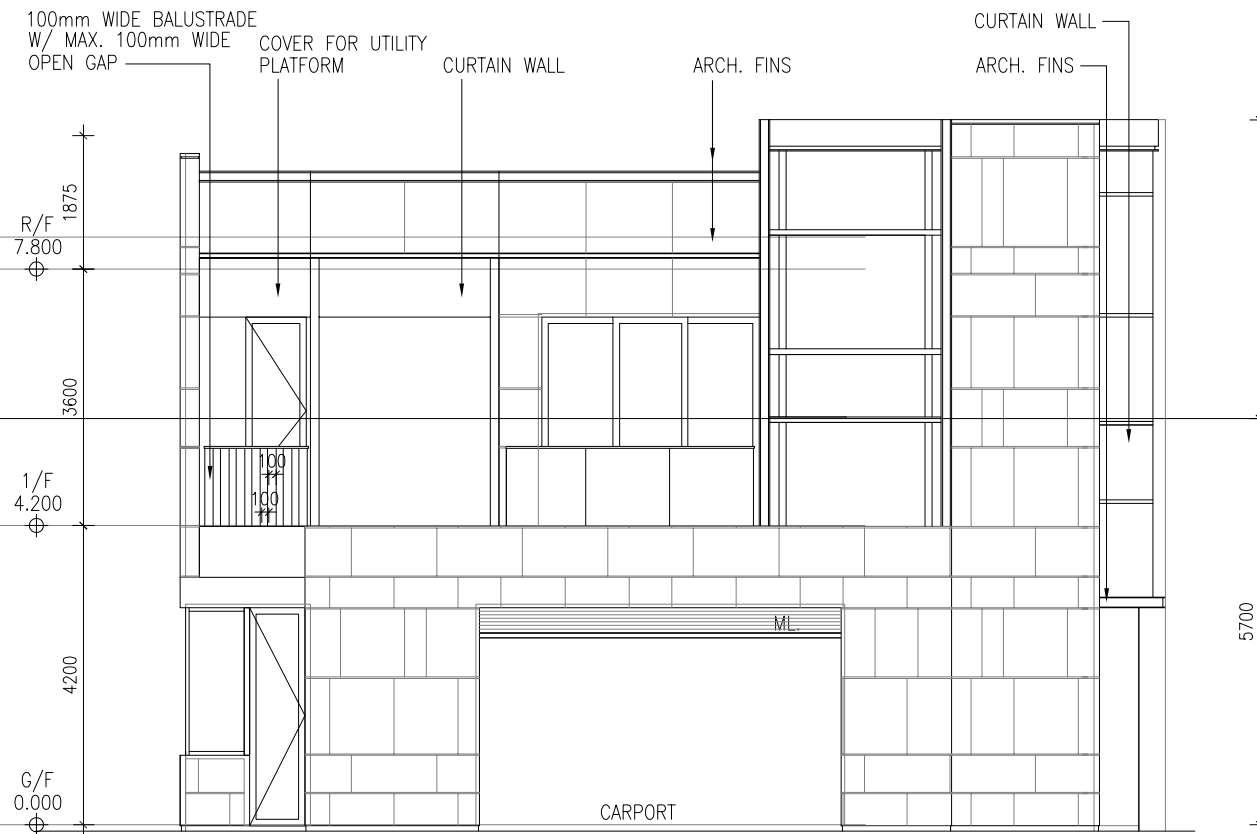 100mm WIDE BALUSTRADE
W/ MAX. 100mm WIDE
OPEN GAP
COVER FOR UTILITY
PLATFORM
CURTAIN WALL
ARCH. FINS
CURTAIN WALL
ARCH. FINS
1875
R/F
7.800
3600
100
100
1/F
4.200
4200
ML.
5700
G/F
0.000
CARPORT